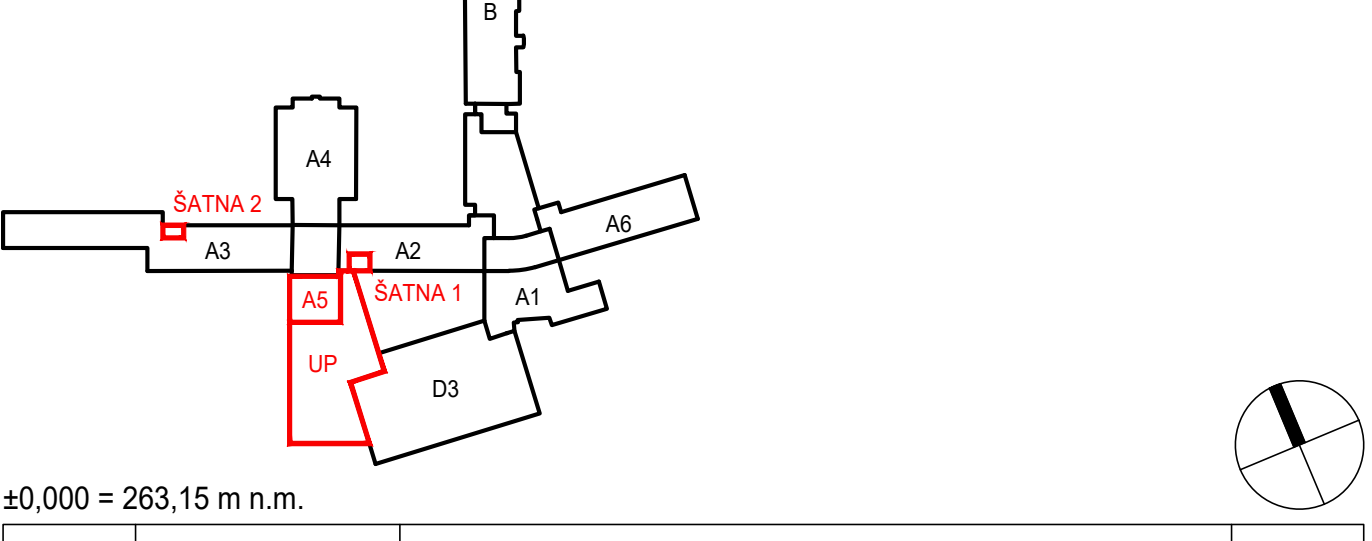 B
A4
ŠATNA 2
A6
A3
A2
A5
ŠATNA 1
A1
UP
D3
±0,000 = 263,15 m n.m.